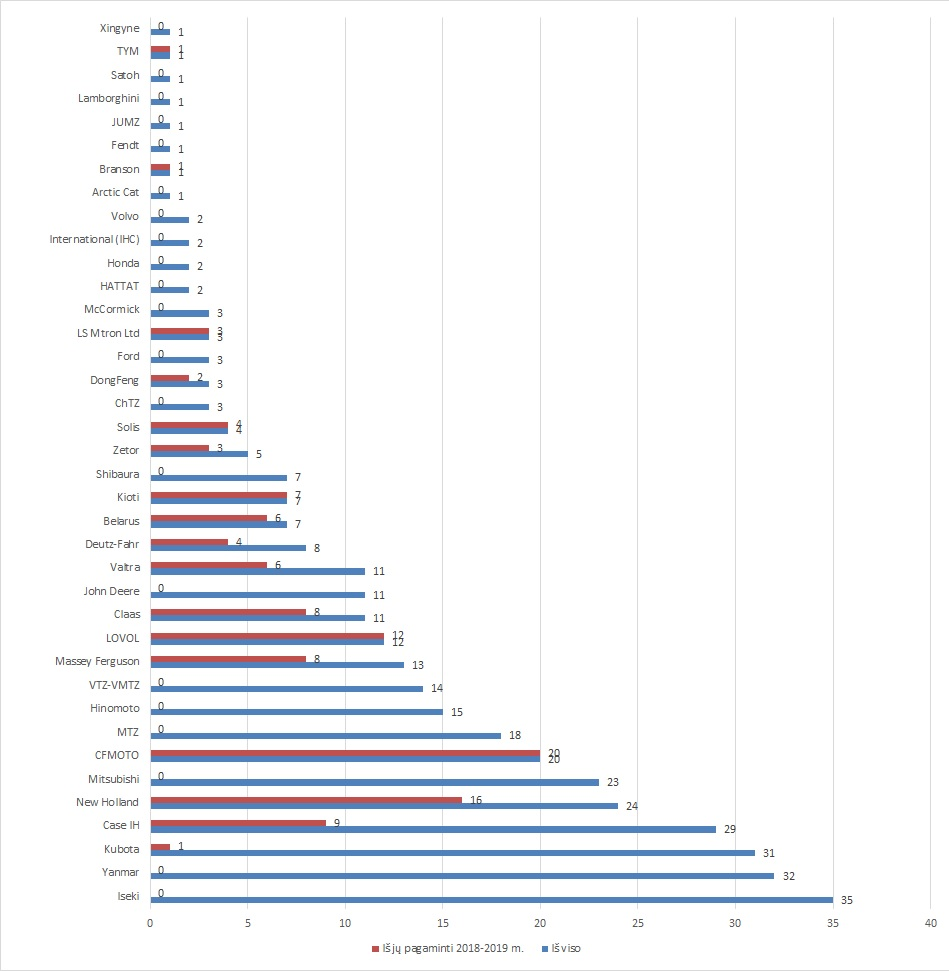 Xingyne 0 1
TYM 1 1
Satoh 0 1
Lamborghini 0 1
JUMZ 0 1
Fendt 0 1
Branson 1 1
Arctic Cat 0 1
Volvo 0 2
International (IHC) 0 2
Honda 0 2
HATTAT 0 2
McCormick 0 3
LS Mtron Ltd 3 3
Ford 0 3
DongFeng 2 3
ChTZ 0 3
Solis 4 4
Zetor 3 5
Shibaura 0 7
Kioti 7 7
Belarus 6 7
Deutz-Fahr 4 8
Valtra 6 11
John Deere 0 11
Claas 8 11
LOVOL 12 12
Massey Ferguson 8 13
VTZ-VMTZ 0 14
Hinomoto 0 15
MTZ 0 18
CFMOTO 20 20
Mitsubishi 0 23
New Holland 16 24
Case IH 9 29
Kubota 1 31
Yanmar 0 32
Iseki 0 35
0 5 10 15 20 25 30 35 40
Iš jų pagaminti 2018-2019 m. Iš viso